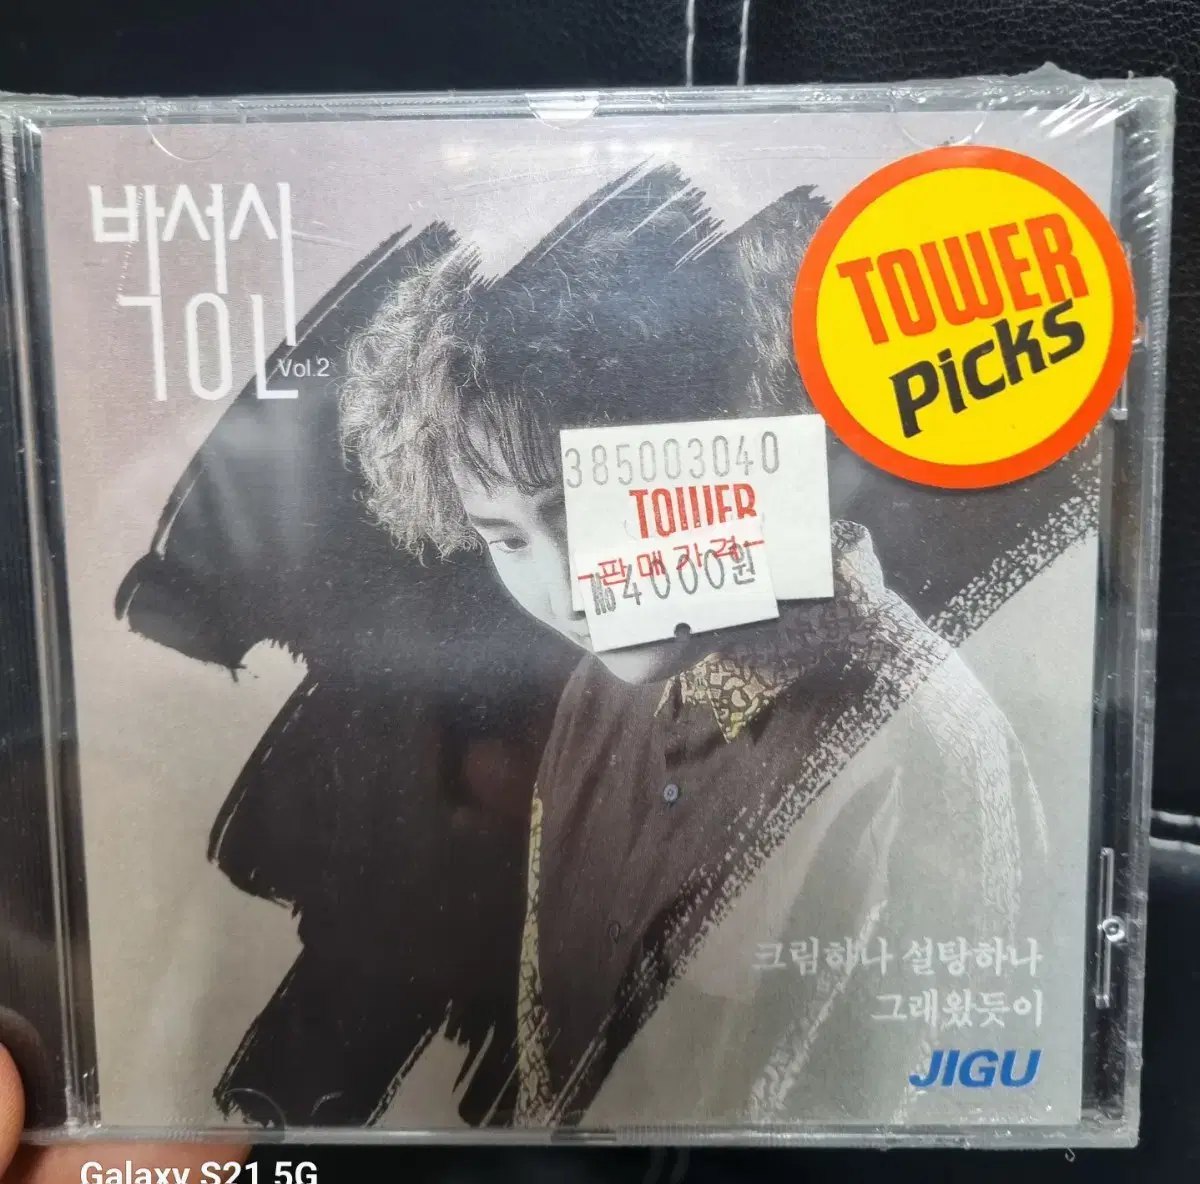 박성신
Vol.2
TOWER
Picks
385003040
TOWER
판매가격
₩4000원
크림하나 설탕하나
그래왔듯이
JIGU
Galaxy S21 5G